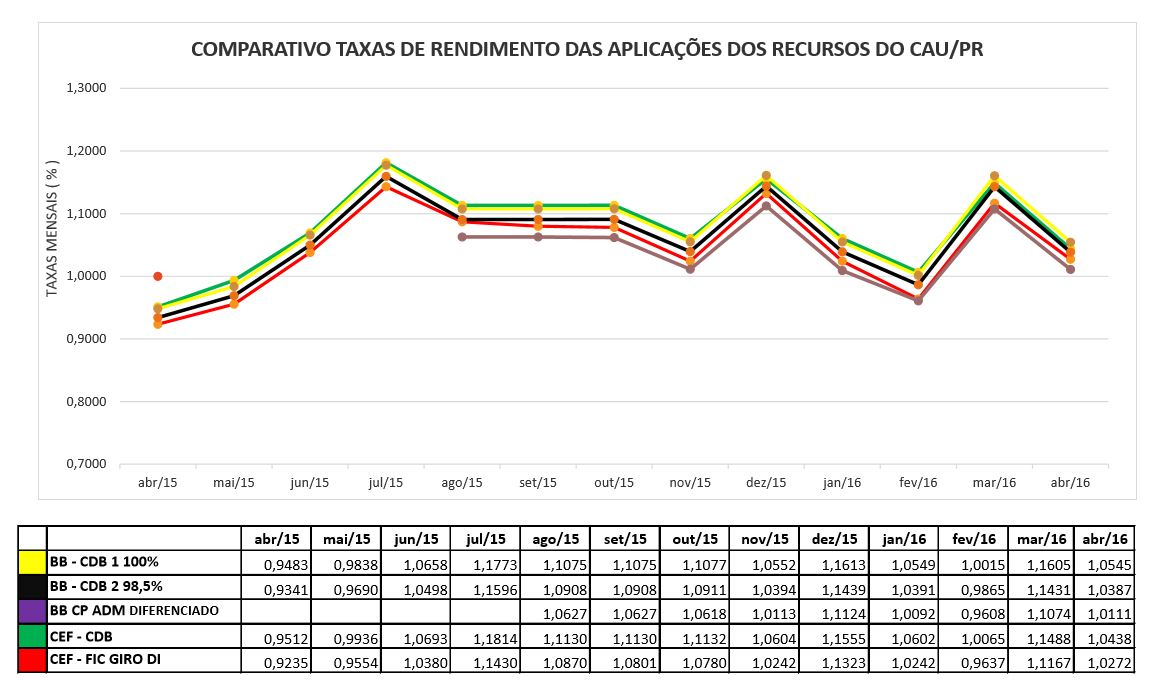 COMPARATIVO TAXAS DE RENDIMENTO DAS APLICAÇÕES DOS RECURSOS DO CAU/PR
TAXAS MENSAIS ( % )
1,3000
1,2000
1,1000
1,0000
0,9000
0,8000
0,7000
abr/15 mai/15 jun/15 jul/15 ago/15 set/15 out/15 nov/15 dez/15 jan/16 fev/16 mar/16 abr/16
abr/15 mai/15 jun/15 jul/15 ago/15 set/15 out/15 nov/15 dez/15 jan/16 fev/16 mar/16 abr/16
BB - CDB 1 100% 0,9483 0,9838 1,0658 1,1773 1,1075 1,1075 1,1077 1,0552 1,1613 1,0549 1,0015 1,1605 1,0545
BB - CDB 2 98,5% 0,9341 0,9690 1,0498 1,1596 1,0908 1,0908 1,0911 1,0394 1,1439 1,0391 0,9865 1,1431 1,0387
BB CP ADM DIFERENCIADO 1,0627 1,0627 1,0618 1,0113 1,1124 1,0092 0,9608 1,1074 1,0111
CEF - CDB 0,9512 0,9936 1,0693 1,1814 1,1130 1,1130 1,1132 1,0604 1,1555 1,0602 1,0065 1,1488 1,0438
CEF - FIC GIRO DI 0,9235 0,9554 1,0380 1,1430 1,0870 1,0801 1,0780 1,0242 1,1323 1,0242 0,9637 1,1167 1,0272